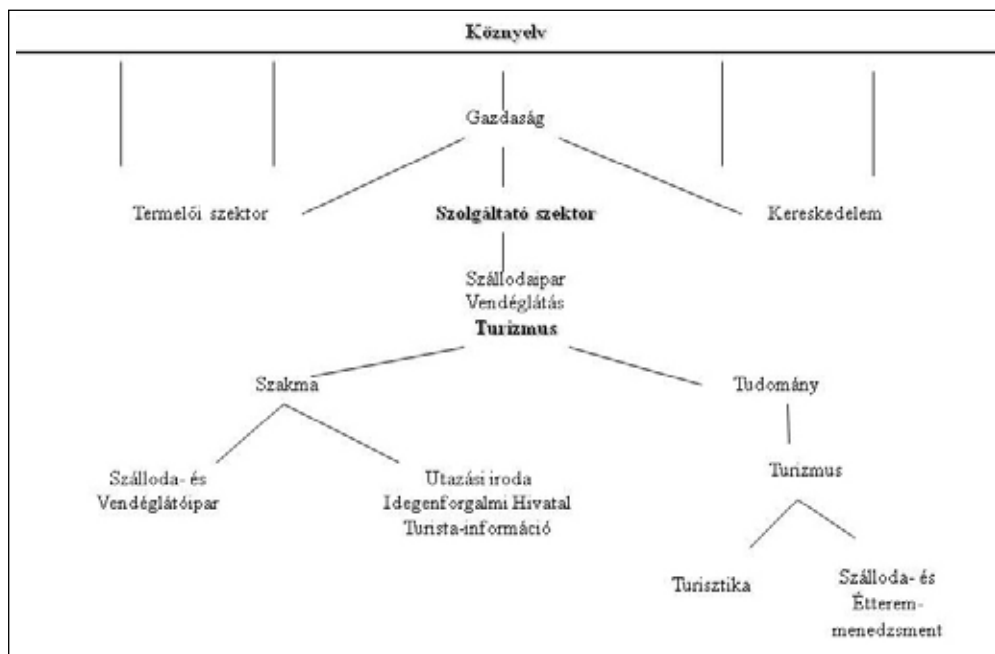 Köznyelv
Gazdaság
Termelői szektor
Szolgáltató szektor
Kereskedelem
Szállodaipar
Vendéglátás
Turizmus
Szakma
Tudomány
Szálloda- és
Vendéglátóipar
Utazási iroda
Idegenforgalmi Hivatal
Turista-információ
Turizmus
Turisztika
Szálloda- és
Étterem-
menedzsment